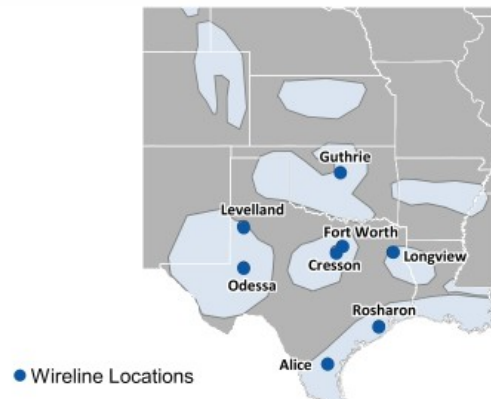 Guthrie
Levelland
Fort Worth
Cresson
Longview
Odessa
Rosharon
Alice
Wireline Locations